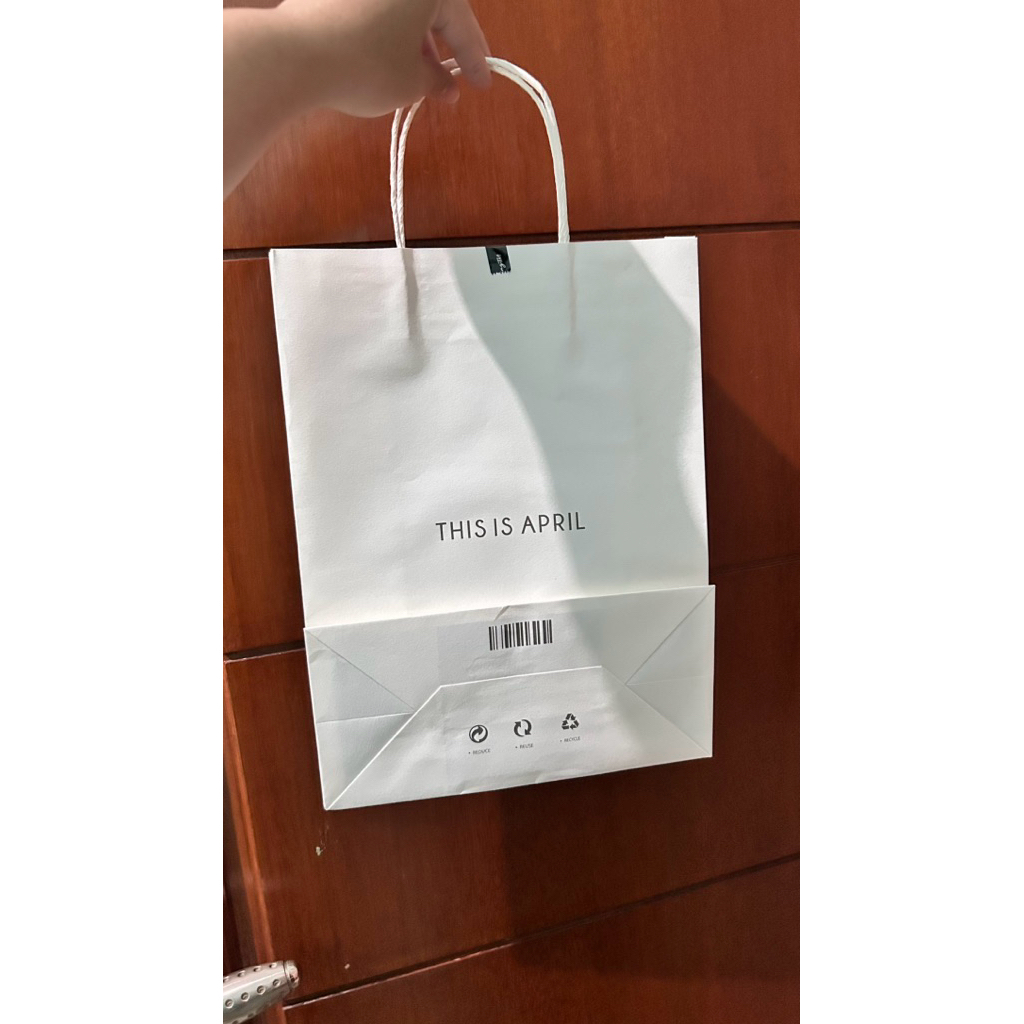 THIS IS APRIL
• REDUCE
• REUSE
• RECYCLE